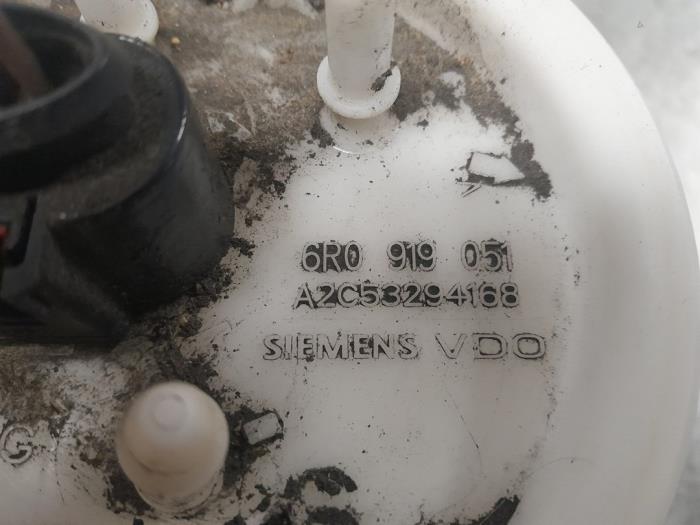 6R0 919 051
A2C53294168
SIEMENS VDO